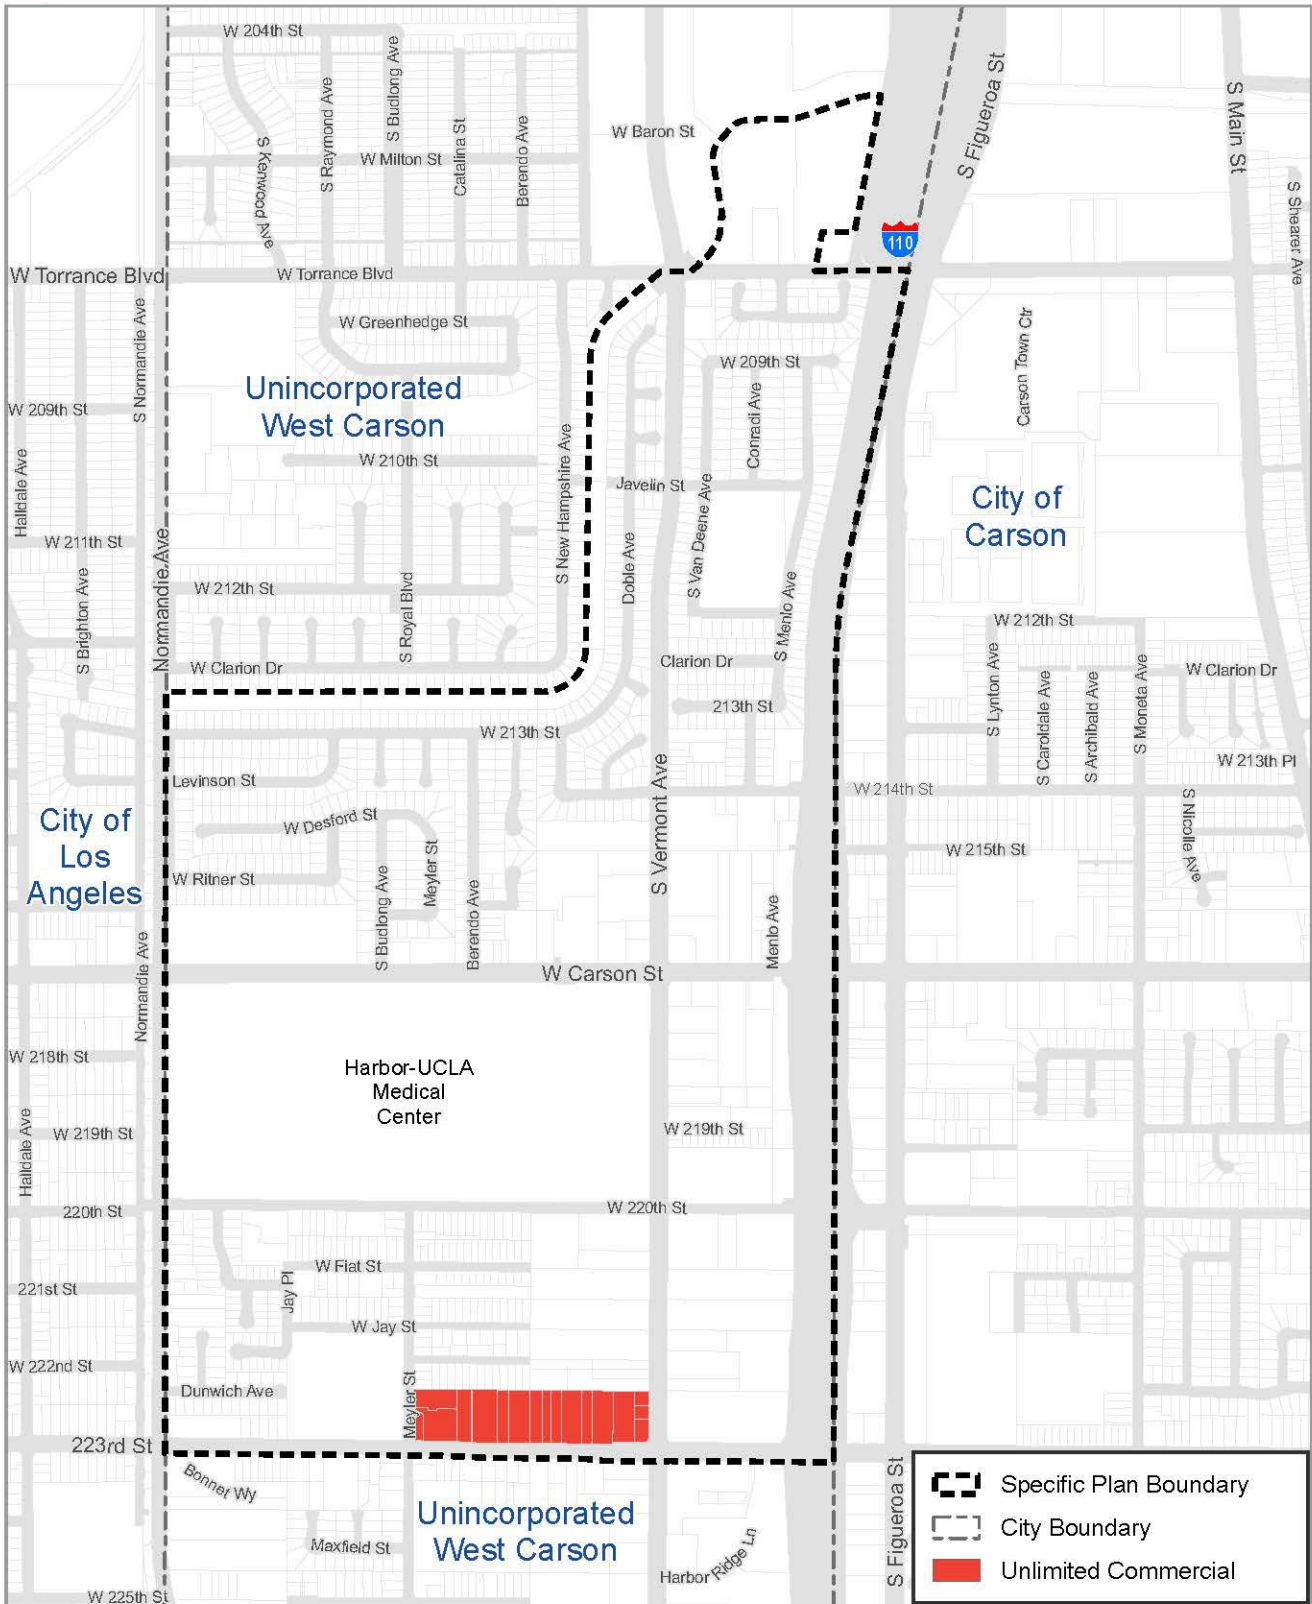 W 204th St
S Kenwood Ave
S Raymond Ave
S Budlong Ave
Catalina St
Berendo Ave
W Milton St
W Baron St
S Figueroa St
S Main St
S Shearer Ave
110
W Torrance Blvd
W Torrance Blvd
S Normandie Ave
W Greenhedge St
W 209th St
Carson Town Ctr
Unincorporated
West Carson
W 209th St
Conradi Ave
Halldale Ave
W 210th St
S New Hampshire Ave
Javelin St
S Van Deene Ave
City of
Carson
W 211th St
Normandie Ave
S Brighton Ave
W 212th St
S Royal Blvd
Doble Ave
S Menlo Ave
W 212th St
W Clarion Dr
Clarion Dr
W Clarion Dr
S Lynton Ave
S Caroldale Ave
S Archibald Ave
S Moneta Ave
213th St
W 213th St
W 213th Pl
Levinson St
S Vermont Ave
W 214th St
S Nicolle Ave
City of
Los
Angeles
W Desford St
Meyler St
W 215th St
W Ritner St
S Budlong Ave
Berendo Ave
Menlo Ave
Normandie Ave
W Carson St
W 218th St
Harbor-UCLA
Medical
Center
Halldale Ave
W 219th St
W 219th St
220th St
W 220th St
W Fiat St
Jay Pl
221st St
W Jay St
W 222nd St
Dunwich Ave
Meyler St
223rd St
Bonnet Wy
Unincorporated
West Carson
Maxfield St
Harbor Ridge Ln
S Figueroa St
W 225th St
Specific Plan Boundary
City Boundary
Unlimited Commercial